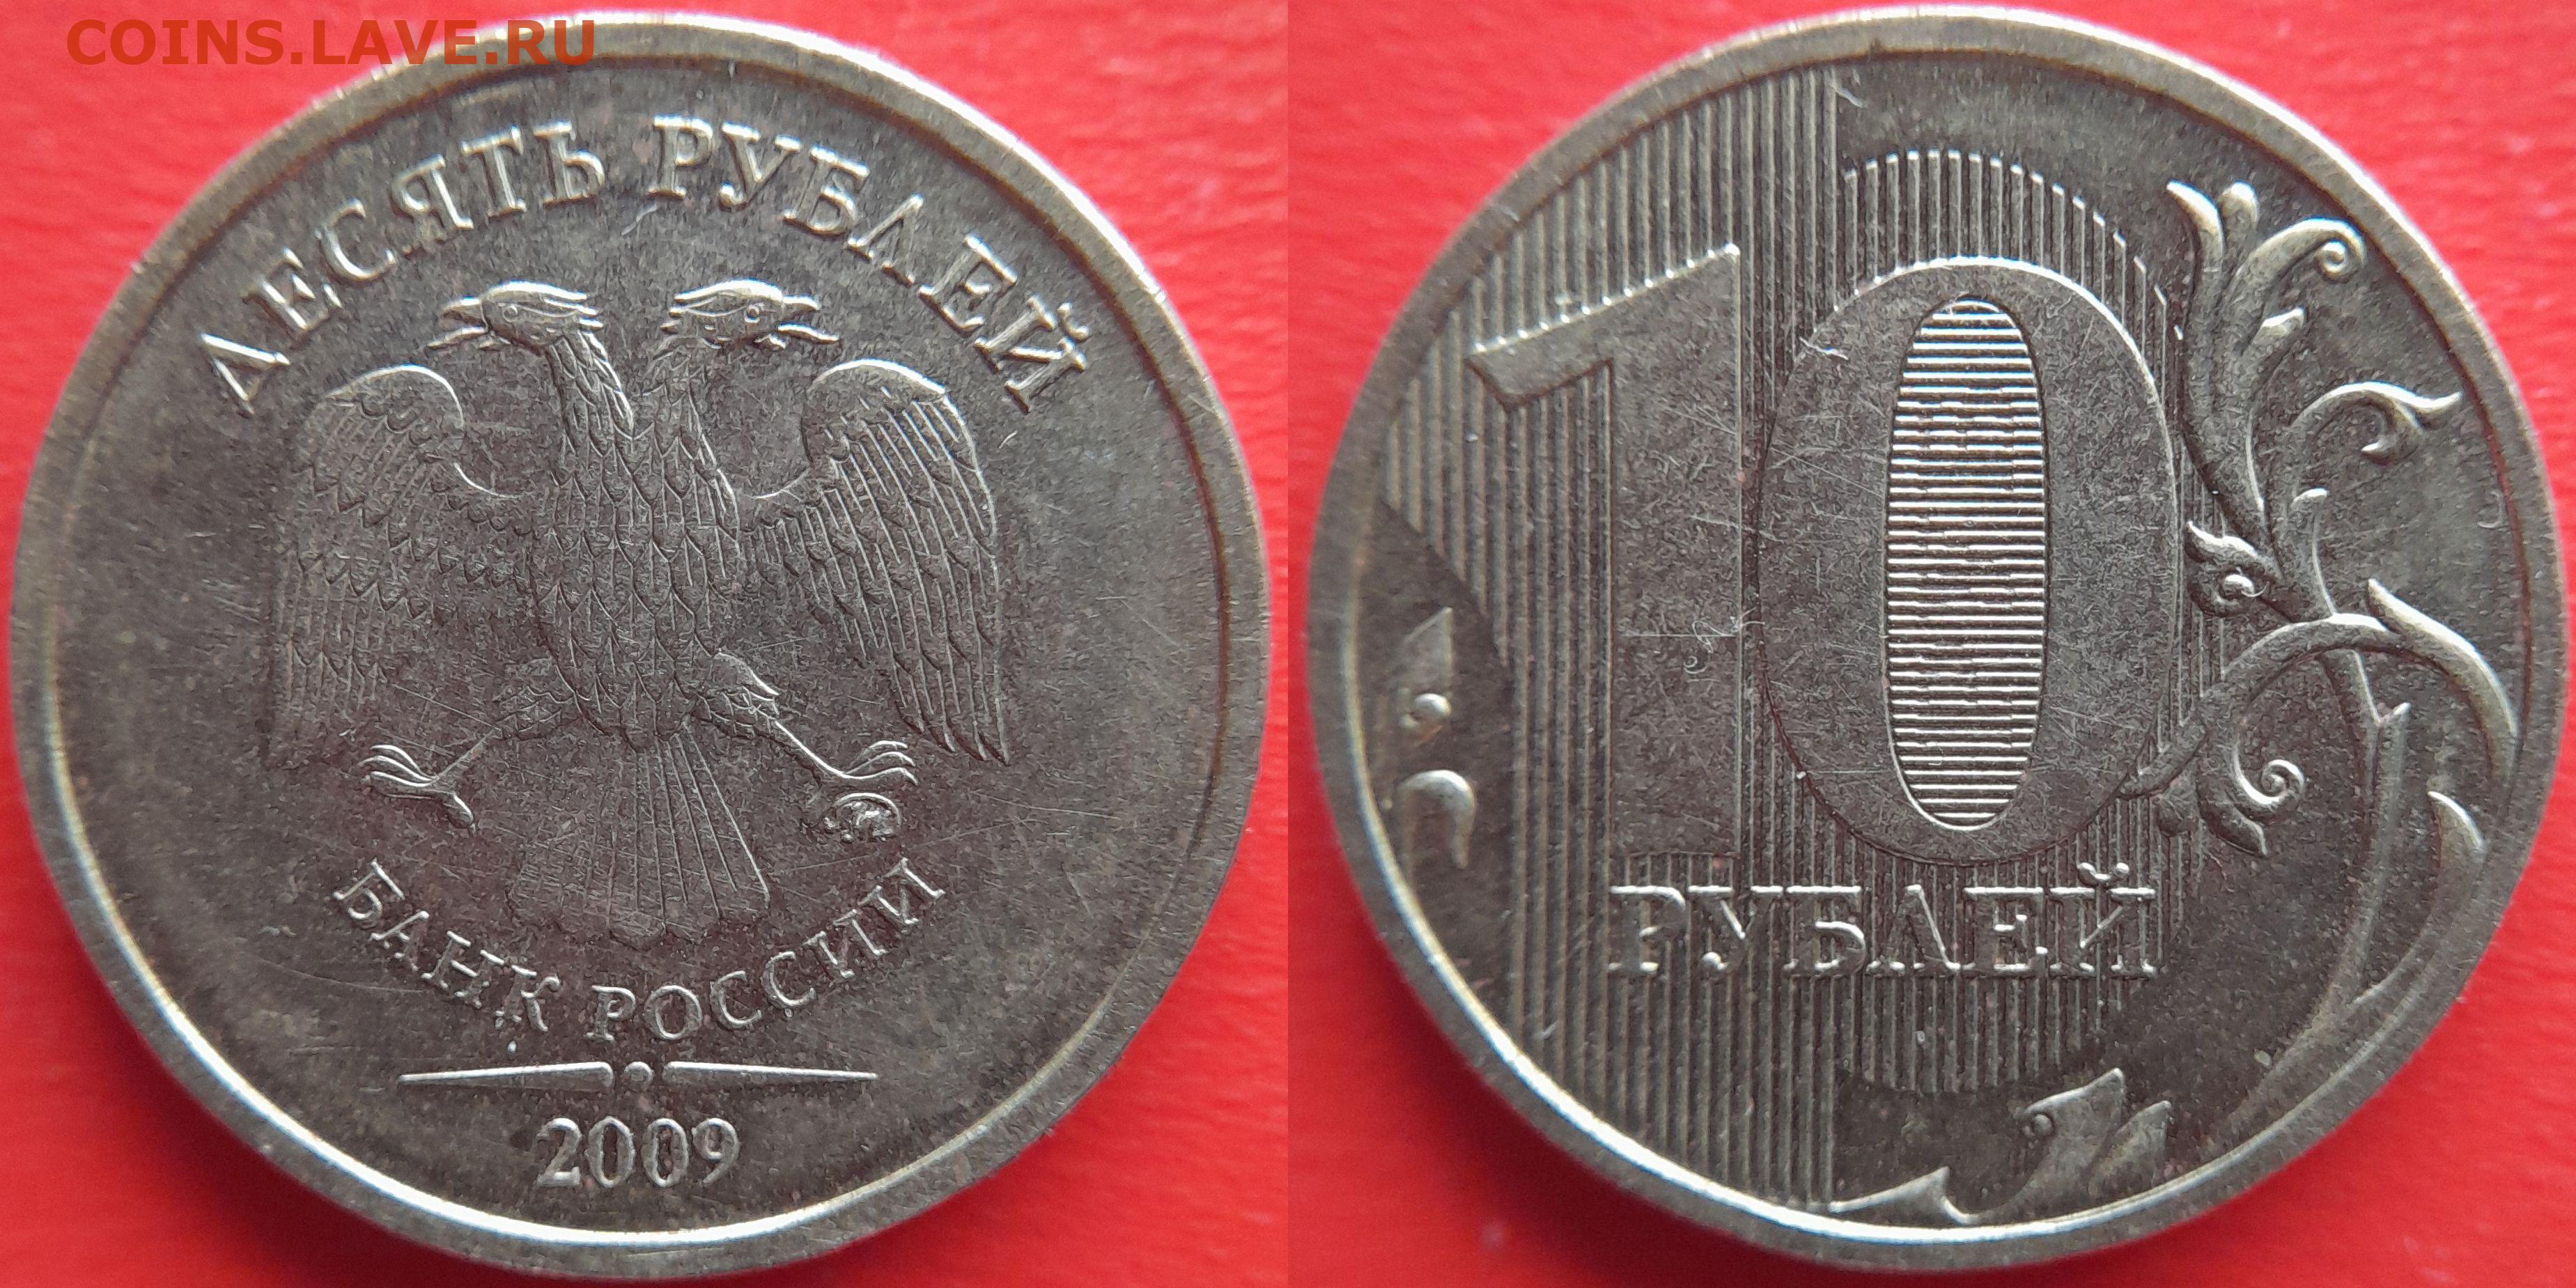 COINS.LAVE.RU
ДЕСЯТЬ РУБЛЕЙ
БАНК РОССИИ
2009
10
РУБЛЕЙ